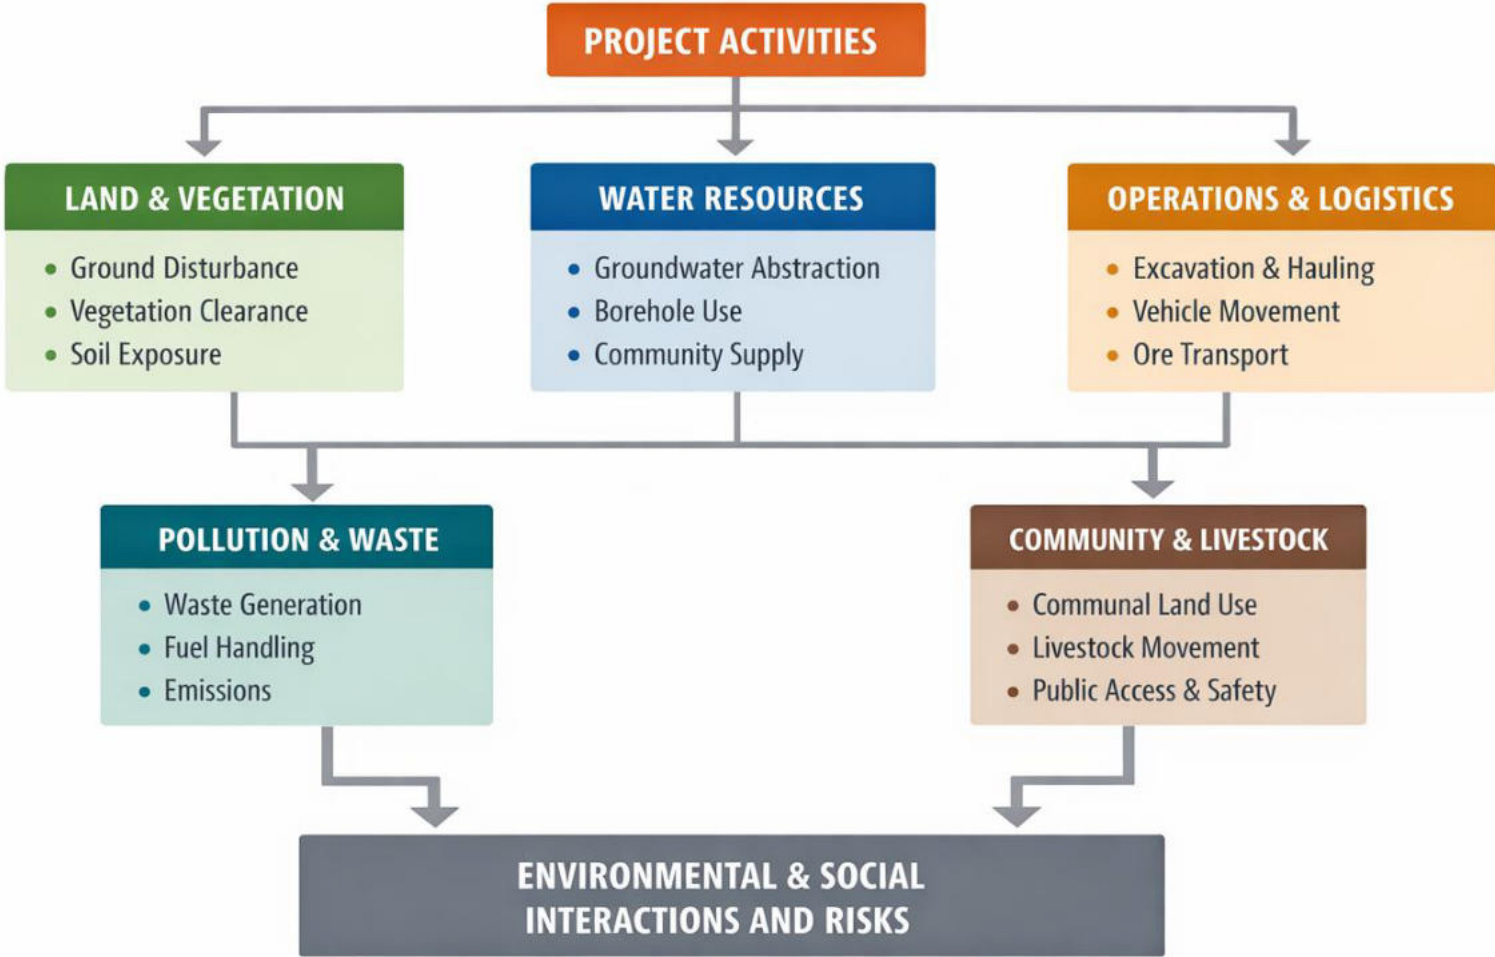 PROJECT ACTIVITIES
LAND & VEGETATION
Ground Disturbance
Vegetation Clearance
Soil Exposure
WATER RESOURCES
Groundwater Abstraction
Borehole Use
Community Supply
OPERATIONS & LOGISTICS
Excavation & Hauling
Vehicle Movement
Ore Transport
POLLUTION & WASTE
Waste Generation
Fuel Handling
Emissions
COMMUNITY & LIVESTOCK
Communal Land Use
Livestock Movement
Public Access & Safety
ENVIRONMENTAL & SOCIAL
INTERACTIONS AND RISKS